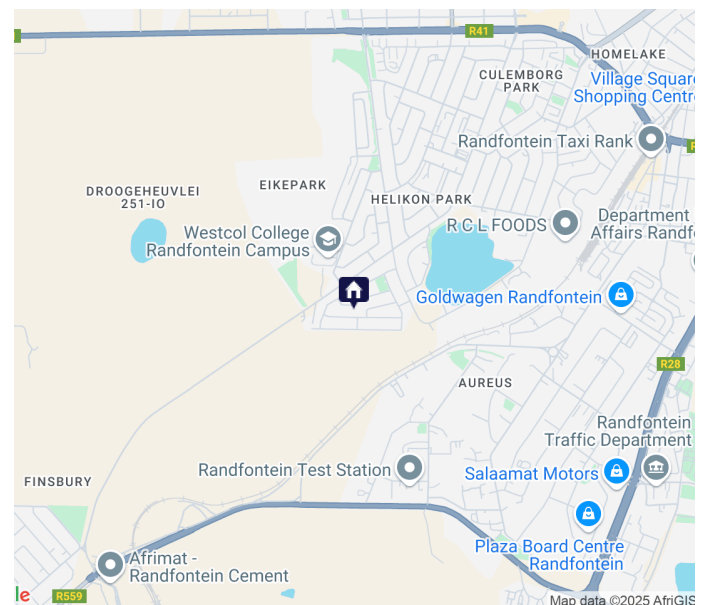 R41
HOMELAKE
CULEMBORG
PARK
Village Square
Shopping Centre
Randfontein Taxi Rank
DROOGEHEUVLEI
251-IO
EIKEPARK
HELIKON PARK
Westcol College
Randfontein Campus
R C L FOODS
Department
Affairs Randfo
Goldwagen Randfontein
R28
AUREUS
Randfontein
Traffic Department
Randfontein Test Station
Salaamat Motors
FINSBURY
Plaza Board Centre
Randfontein
Afrimat -
Randfontein Cement
le
R559
Map data ©2025 AfriGIS